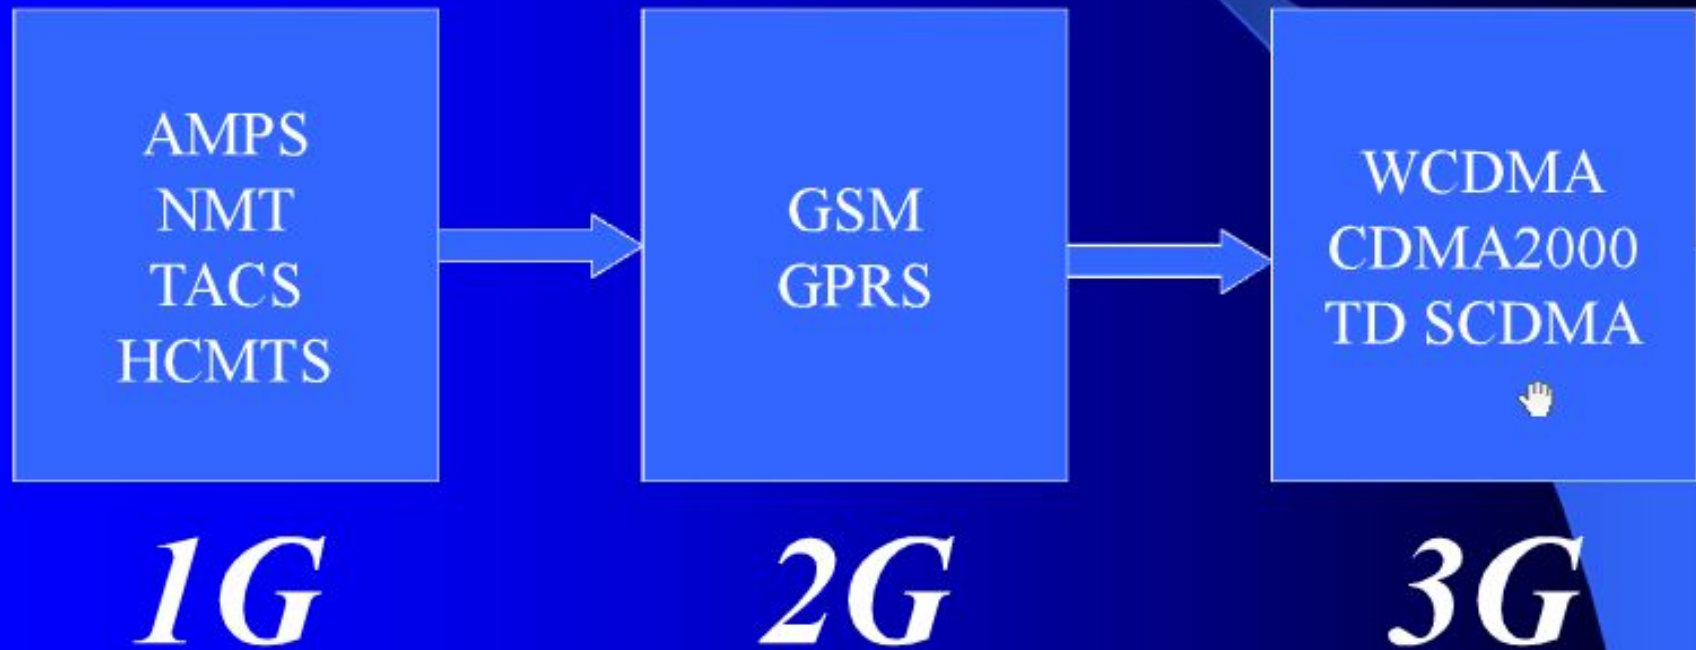 AMPS
NMT
TACS
HCMTS
GSM
GPRS
WCDMA
CDMA2000
TD SCDMA
1G
2G
3G